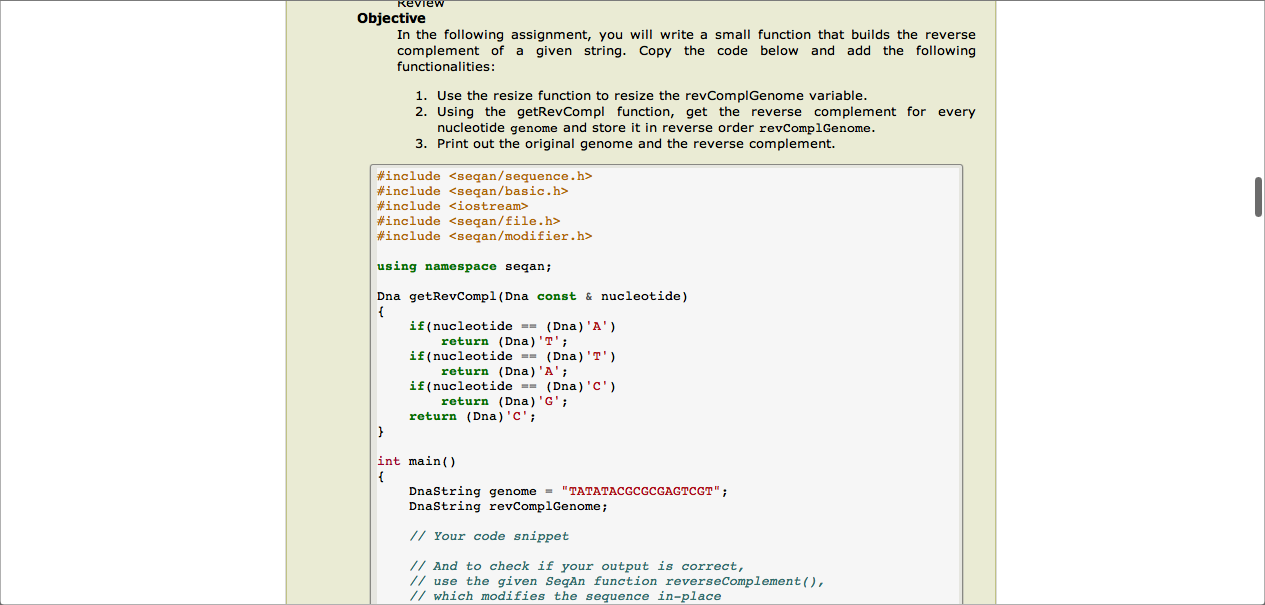 Review
Objective
In the following assignment, you will write a small function that builds the reverse
complement of a given string. Copy the code below and add the following
functionalities:
1. Use the resize function to resize the revComplGenome variable.
2. Using the getRevCompl function, get the reverse complement for every
nucleotide genome and store it in reverse order revComplGenome.
3. Print out the original genome and the reverse complement.
#include <seqan/sequence.h>
#include <seqan/basic.h>
#include <iostream>
#include <seqan/file.h>
#include <seqan/modifier.h>
using namespace seqan;
Dna getRevCompl(Dna const & nucleotide)
{
if(nucleotide == (Dna)'A')
return (Dna)'T';
if(nucleotide == (Dna)'T')
return (Dna)'A';
if(nucleotide == (Dna)'C')
return (Dna)'G';
return (Dna)'C';
}
int main()
{
DnaString genome = "TATATACGCGCGAGTCGT";
DnaString revComplGenome;
// Your code snippet
// And to check if your output is correct,
// use the given SeqAn function reverseComplement(),
// which modifies the sequence in-place